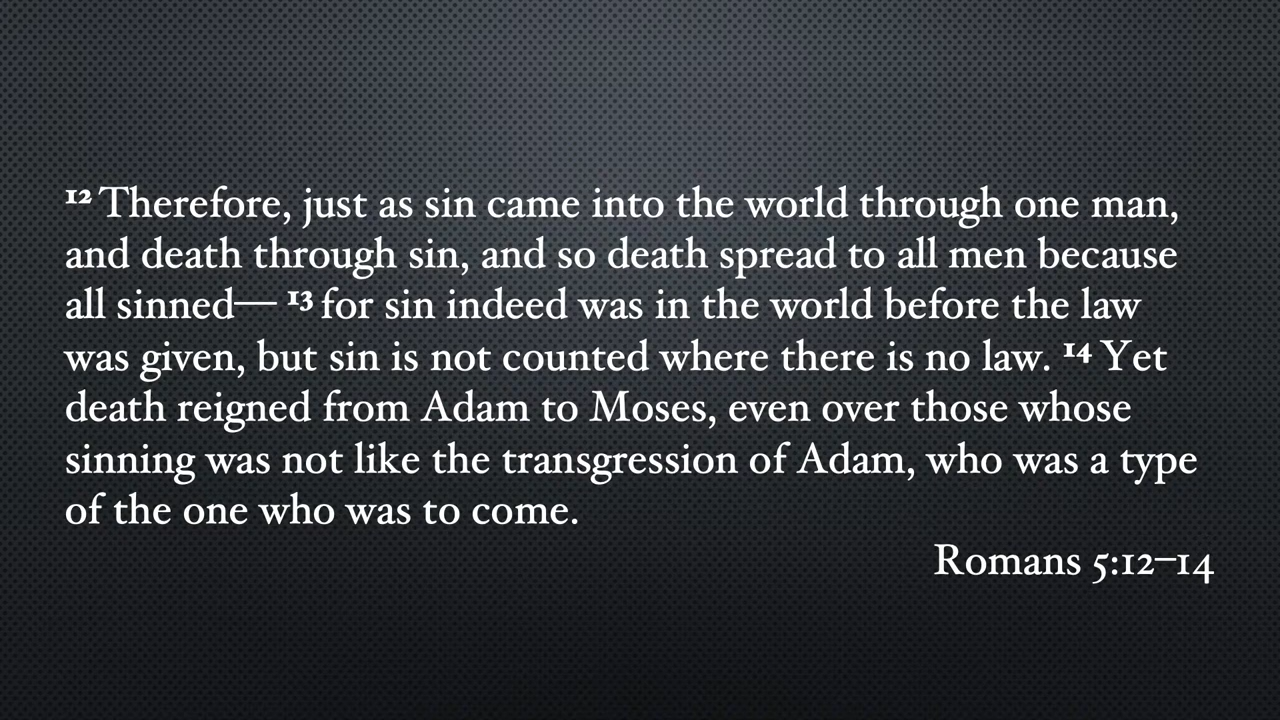 12 Therefore, just as sin came into the world through one man,
and death through sin, and so death spread to all men because
all sinned— 13 for sin indeed was in the world before the law
was given, but sin is not counted where there is no law. 14 Yet
death reigned from Adam to Moses, even over those whose
sinning was not like the transgression of Adam, who was a type
of the one who was to come.
Romans 5:12–14